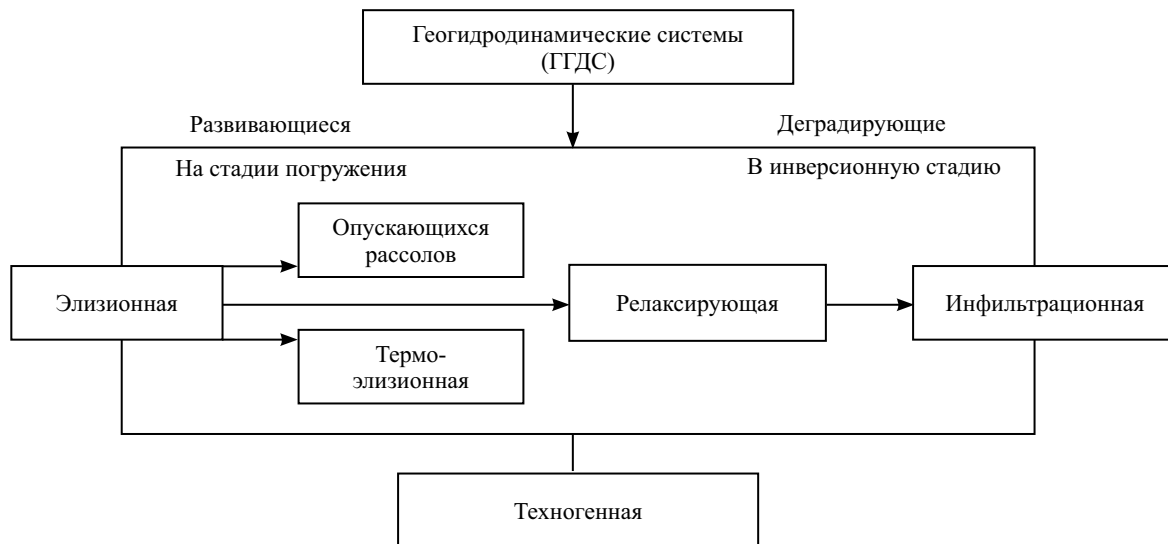 Геогидродинамические системы
(ГГДС)
Развивающиеся
Деградирующие
На стадии погружения
В инверсионную стадию
Опускающихся
рассолов
Элизионная
Релаксирующая
Инфильтрационная
Термо-
элизионная
Техногенная